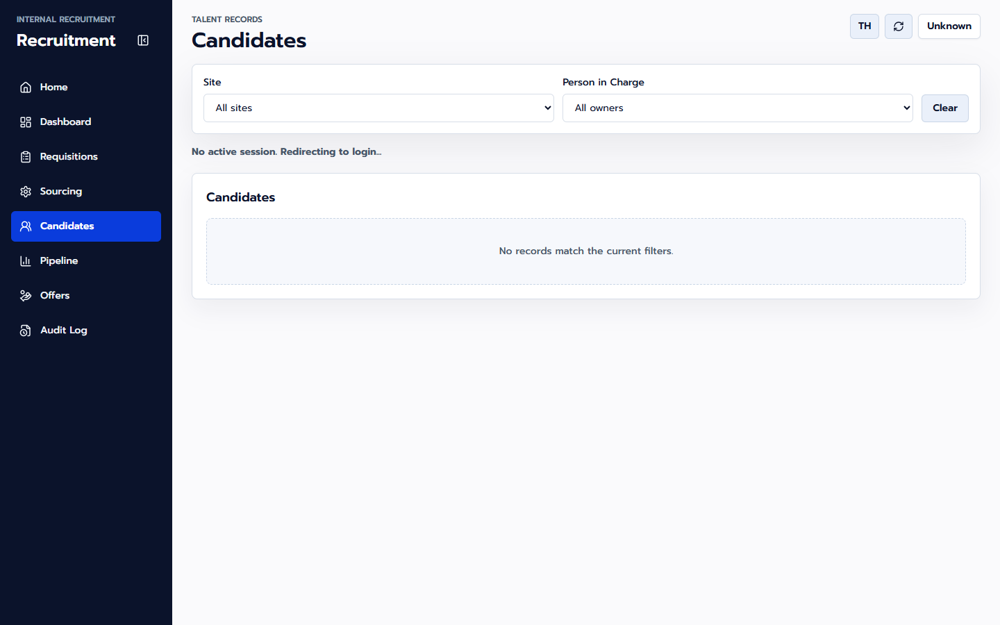 INTERNAL RECRUITMENT
Recruitment
Home
Dashboard
Requisitions
Sourcing
Candidates
Pipeline
Offers
Audit Log
TALENT RECORDS
Candidates
TH
Unknown
Site
Person in Charge
All sites
All owners
Clear
No active session. Redirecting to login…
Candidates
No records match the current filters.